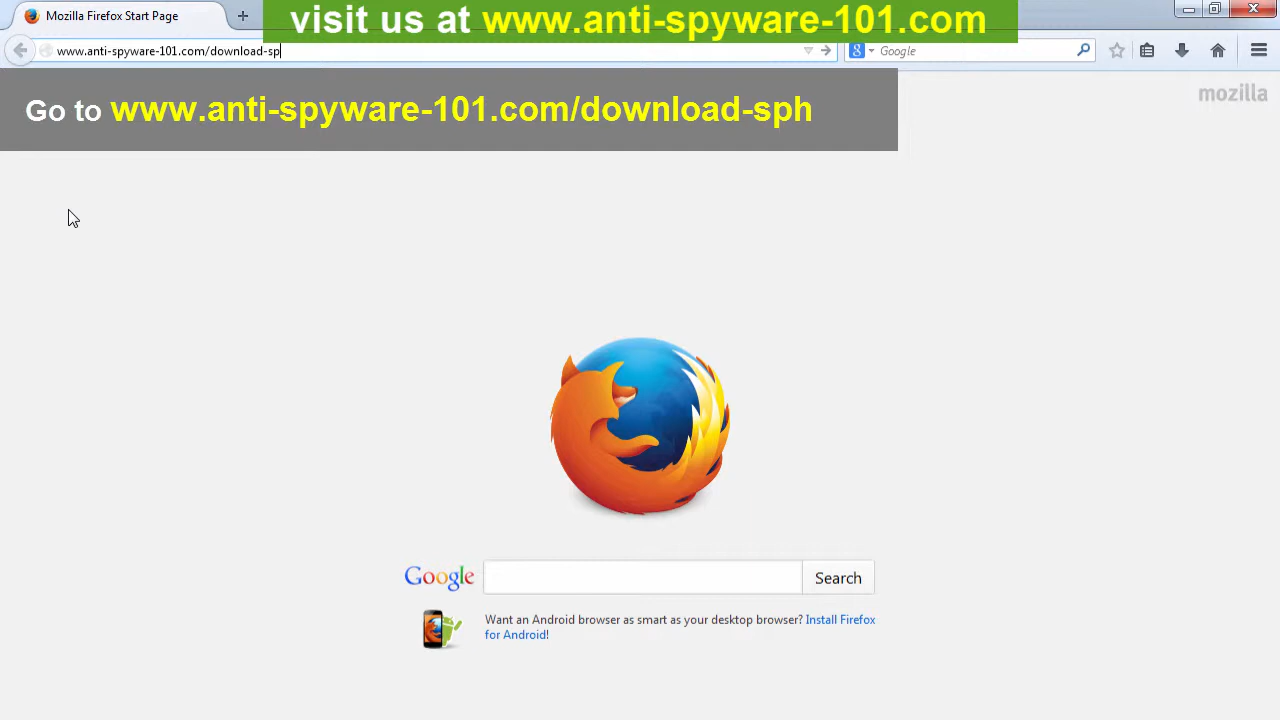 visit us at www.anti-spyware-101.com
Mozilla Firefox Start Page
www.anti-spyware-101.com/download-sp
Google
Go to www.anti-spyware-101.com/download-sph
mozilla
Google
Search
Want an Android browser as smart as your desktop browser? Install Firefox
for Android!